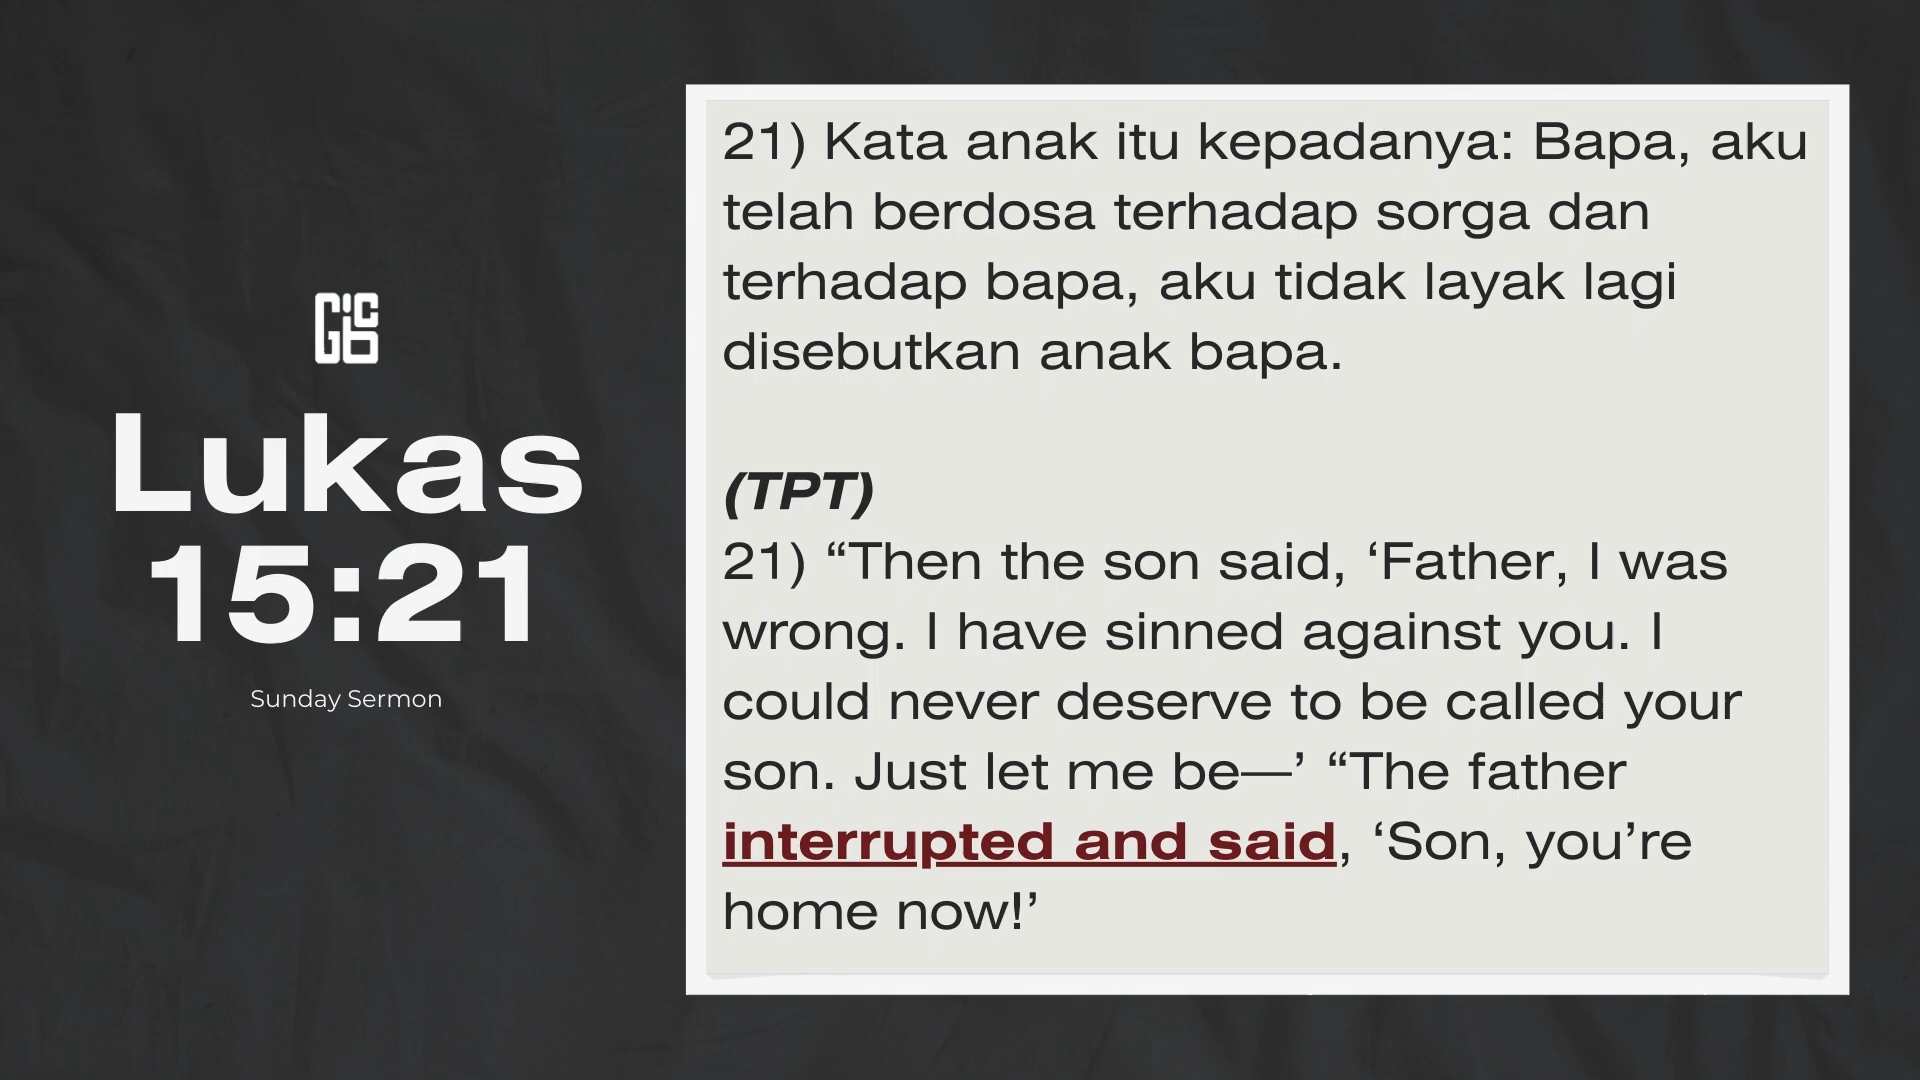 GICB
Lukas
15:21
Sunday Sermon
21) Kata anak itu kepadanya: Bapa, aku
telah berdosa terhadap sorga dan
terhadap bapa, aku tidak layak lagi
disebutkan anak bapa.
(TPT)
21) “Then the son said, ‘Father, I was
wrong. I have sinned against you. I
could never deserve to be called your
son. Just let me be—’ “The father
interrupted and said, ‘Son, you’re
home now!’